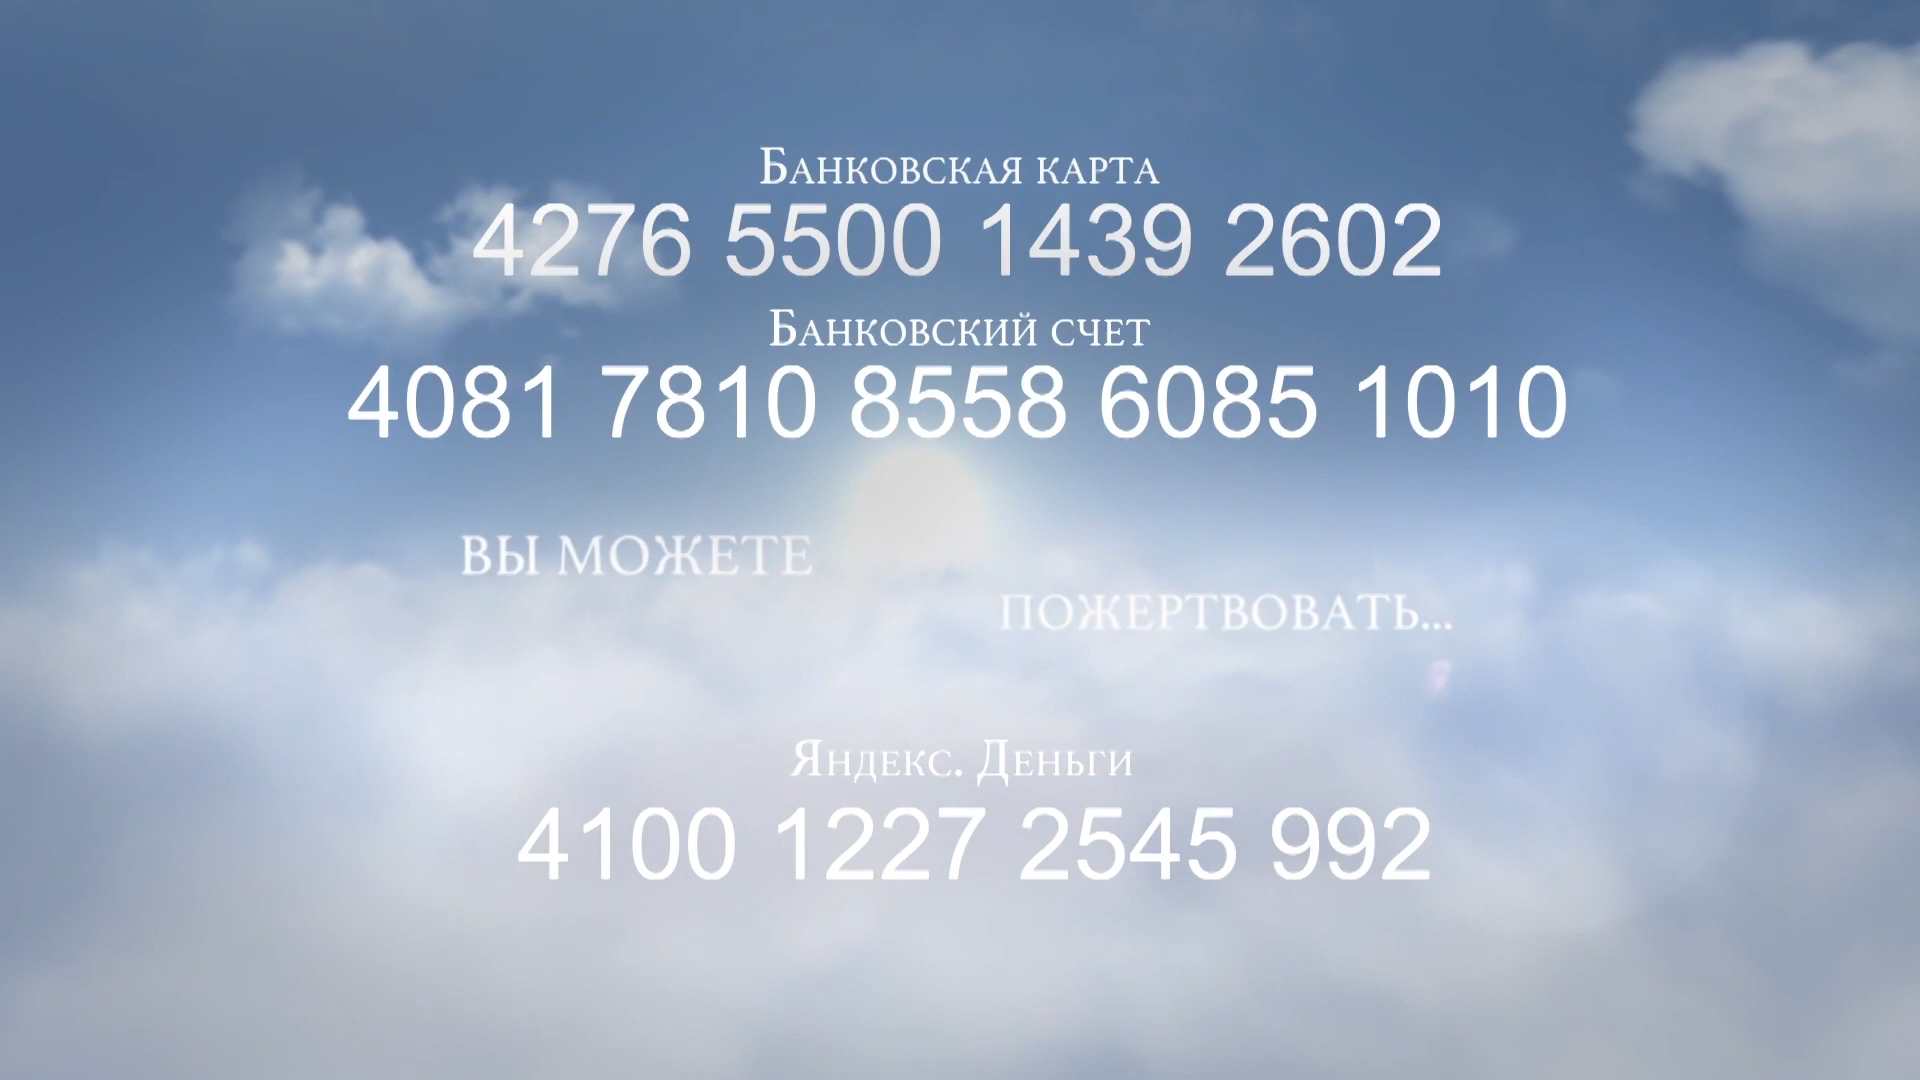 Банковская карта
4276 5500 1439 2602
Банковский счет
4081 7810 8558 6085 1010
ВЫ МОЖЕТЕ
ПОЖЕРТВОВАТЬ...
Яндекс. Деньги
4100 1227 2545 992